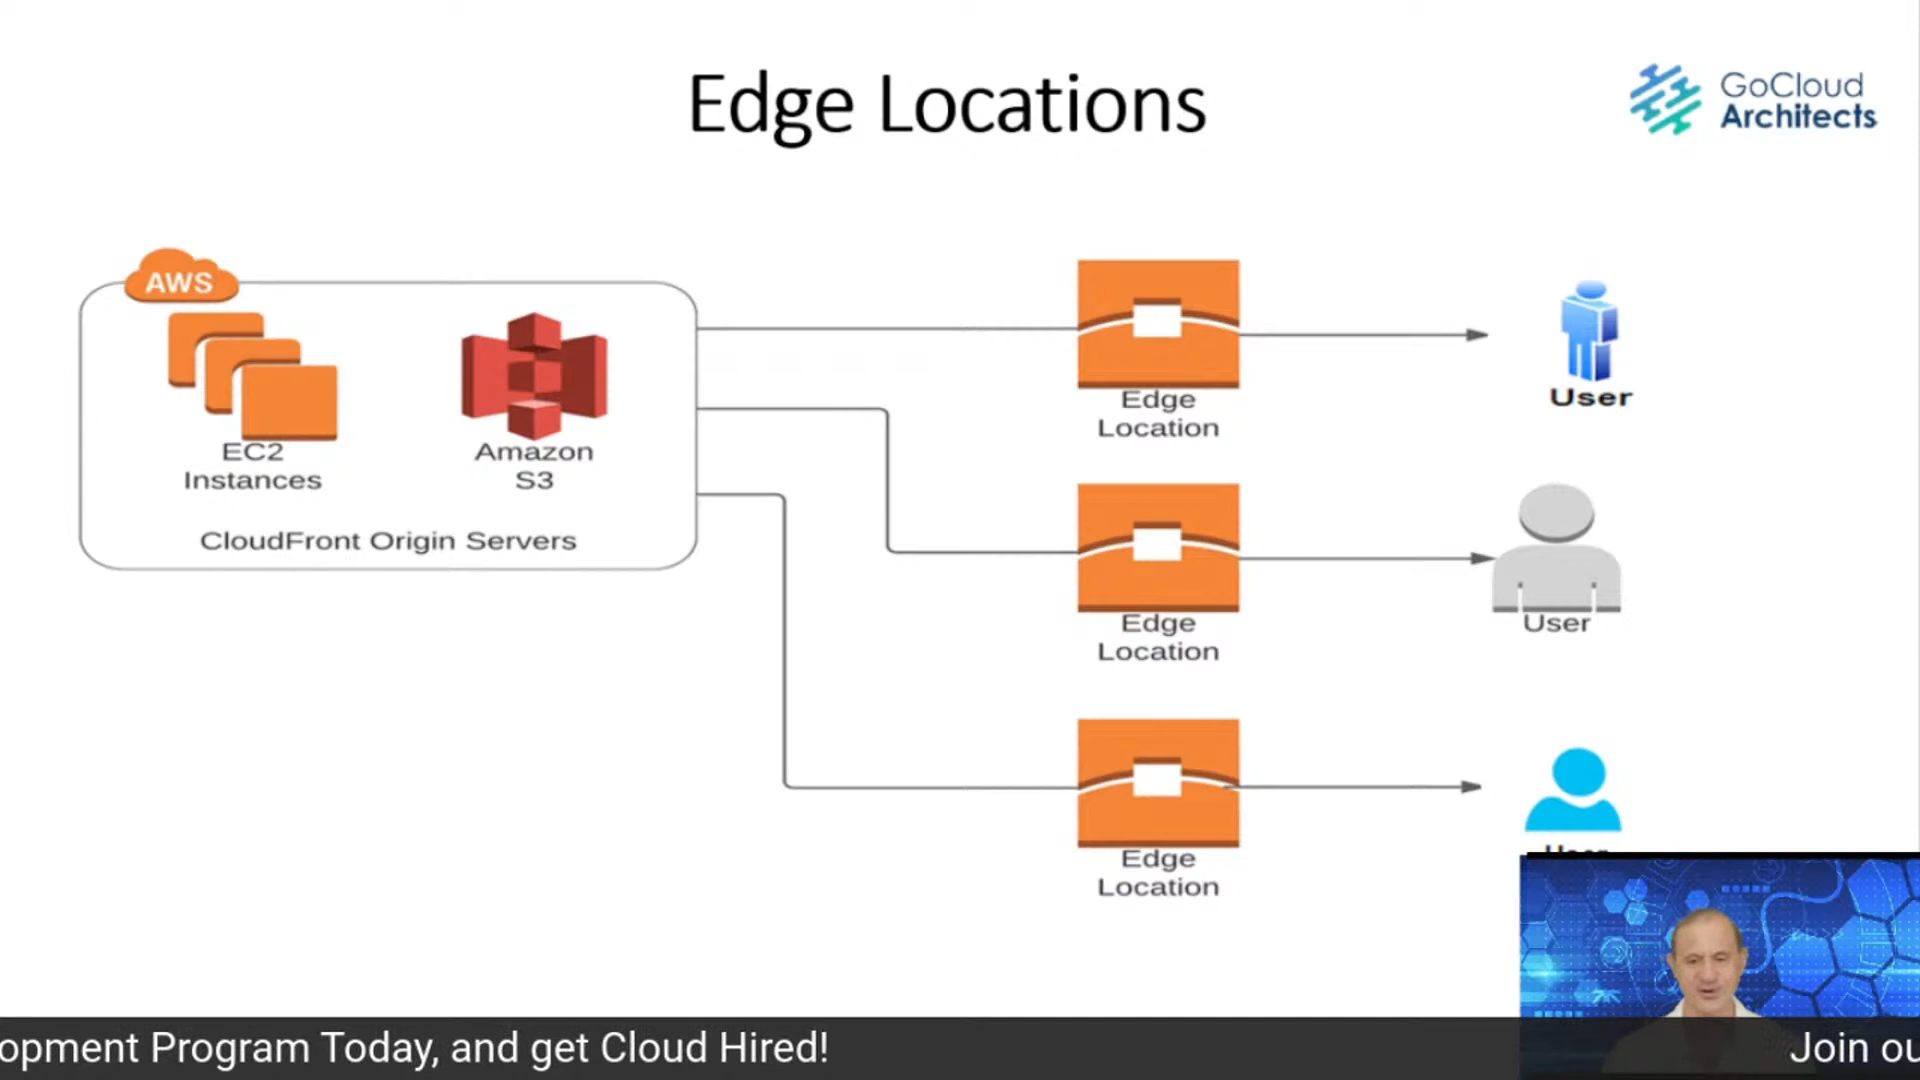 Edge Locations
GoCloud
Architects
AWS
EC2
Instances
Amazon
S3
CloudFront Origin Servers
Edge
Location
User
Edge
Location
User
Edge
Location
opment Program Today, and get Cloud Hired!
Join ou